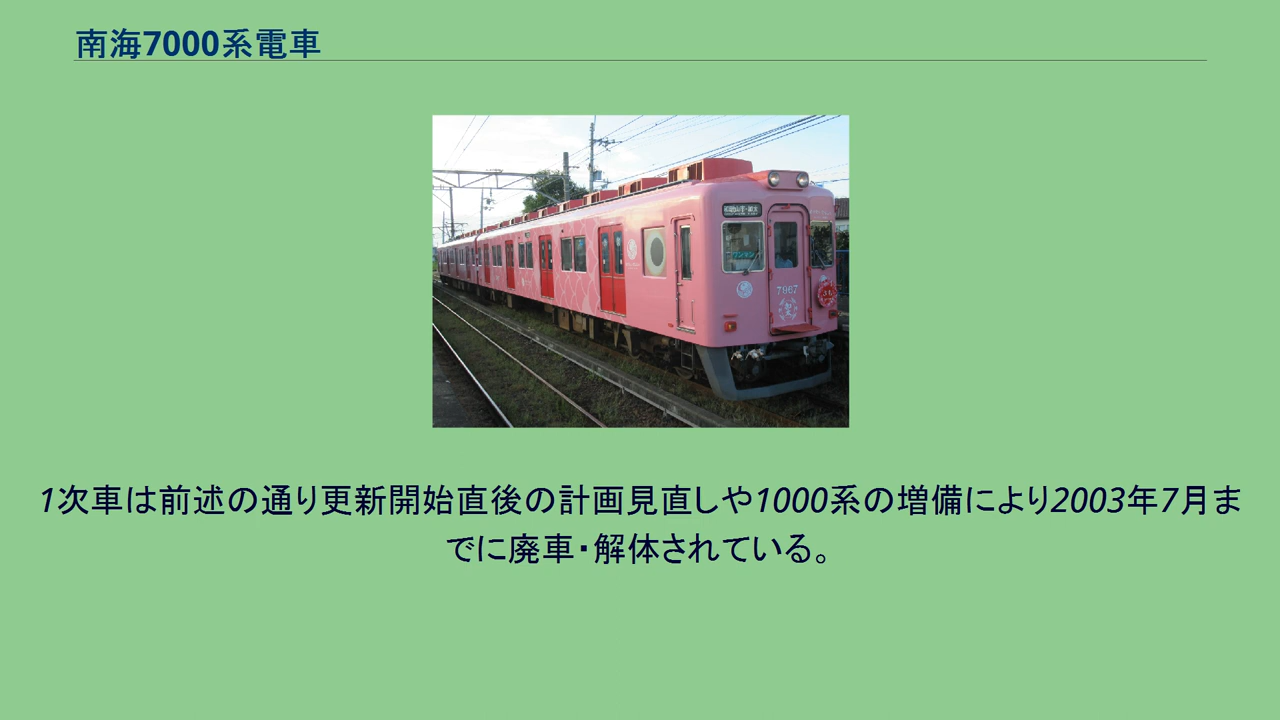 南海7000系電車
7967
1次車は前述の通り更新開始直後の計画見直しや1000系の増備により2003年7月ま
でに廃車・解体されている。